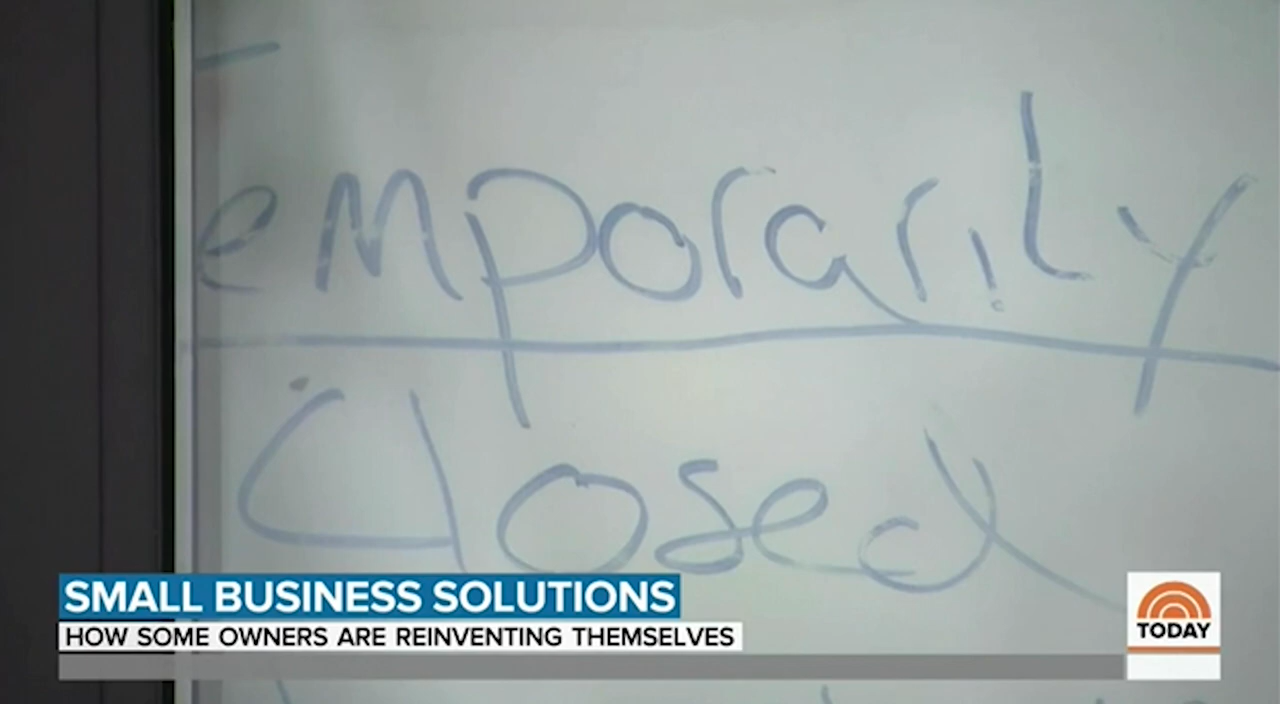 emporarily
Closed
SMALL BUSINESS SOLUTIONS
HOW SOME OWNERS ARE REINVENTING THEMSELVES
TODAY